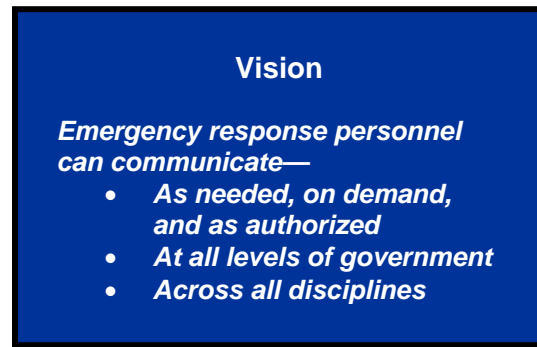 Vision
Emergency response personnel
can communicate—
• As needed, on demand,
and as authorized
• At all levels of government
• Across all disciplines